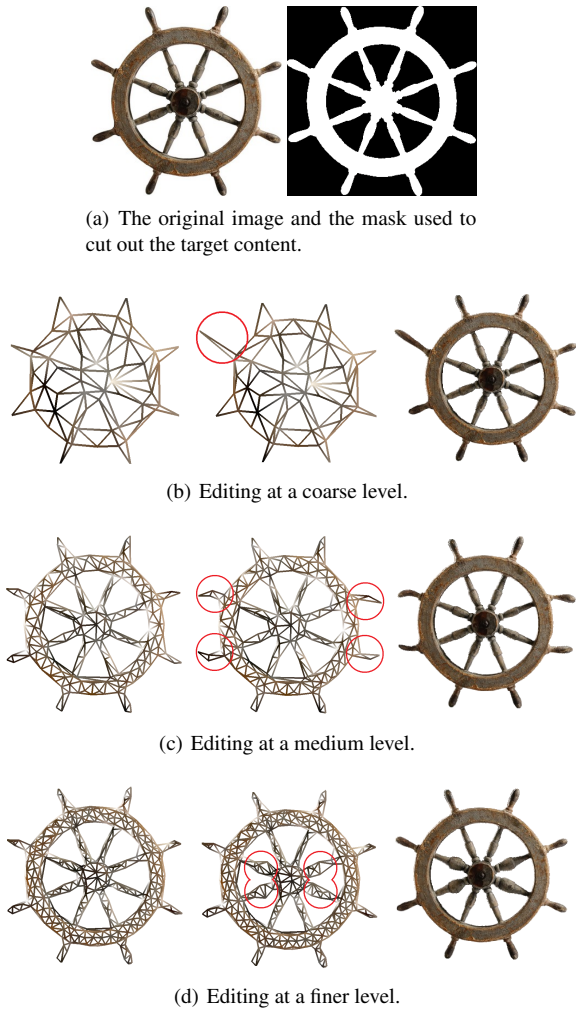 (a) The original image and the mask used to
cut out the target content.
(b) Editing at a coarse level.
(c) Editing at a medium level.
(d) Editing at a finer level.